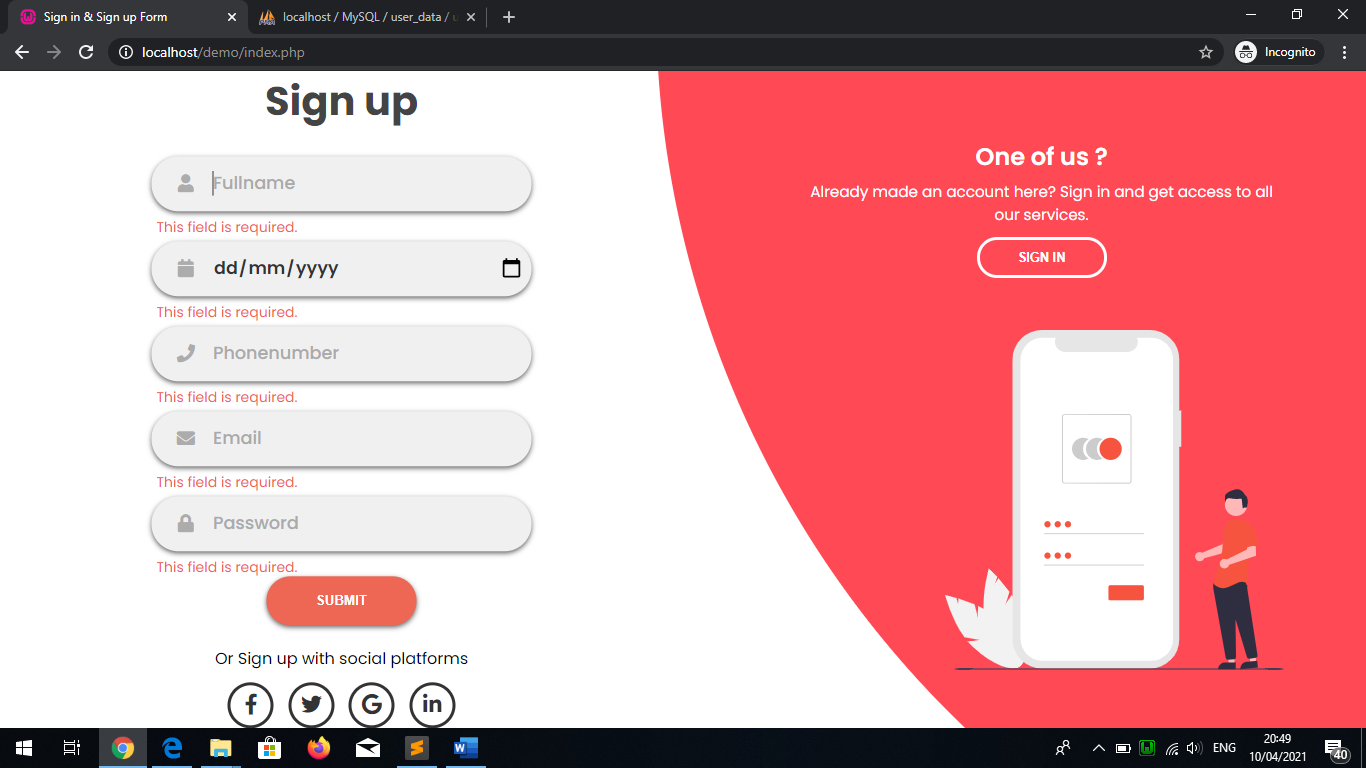 Sign in & Sign up Form
localhost / MySQL / user_data / u
localhost/demo/index.php
Incognito
Sign up
Fullname
This field is required.
dd/mm/yyyy
This field is required.
Phonenumber
This field is required.
Email
This field is required.
Password
This field is required.
SUBMIT
Or Sign up with social platforms
f
G
in
One of us ?
Already made an account here? Sign in and get access to all
our services.
SIGN IN
ENG
20:49
10/04/2021
40